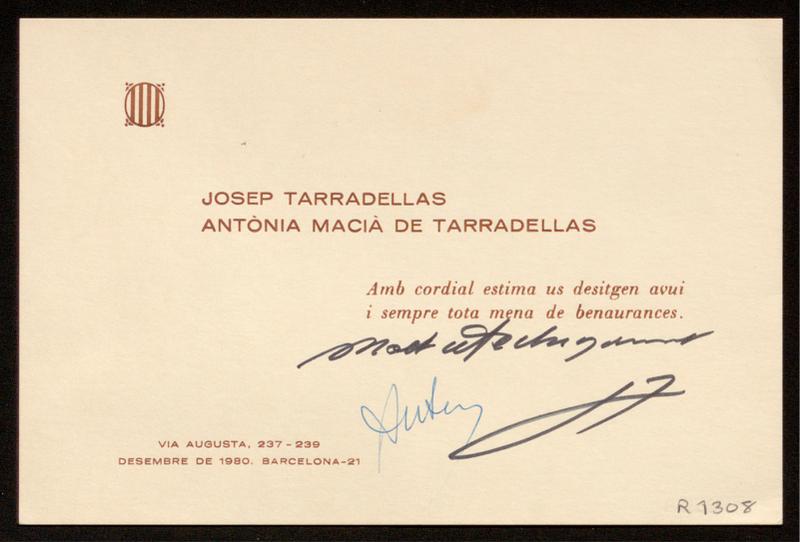 JOSEP TARRADELLAS
ANTÒNIA MACIÀ DE TARRADELLAS
Amb cordial estima us desitgen avui
i sempre tota mena de benaurances.
VIA AUGUSTA, 237-239
DESEMBRE DE 1980. BARCELONA-21
R 1308